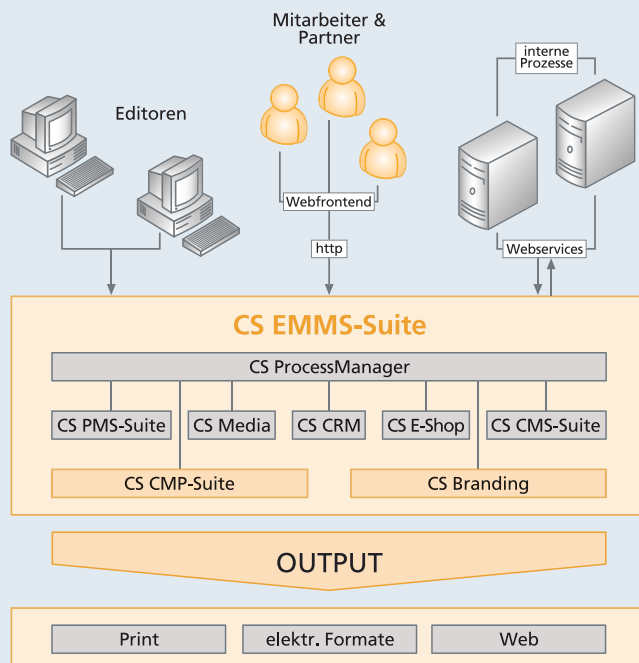 Mitarbeiter &
Partner
interne
Prozesse
Editoren
Webfrontend
http
Webservices
CS EMMS-Suite
CS ProcessManager
CS PMS-Suite
CS Media
CS CRM
CS E-Shop
CS CMS-Suite
CS CMP-Suite
CS Branding
OUTPUT
Print
elektr. Formate
Web